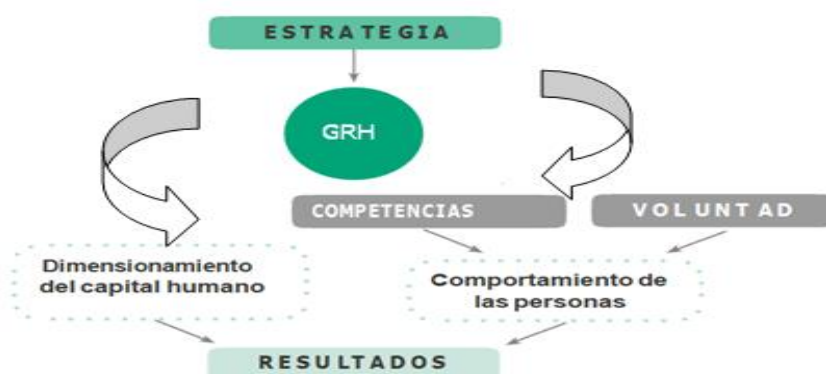 ESTRATEGIA
GRH
COMPETENCIAS
VOLUNTAD
Dimensionamiento
del capital humano
Comportamiento de
las personas
RESULTADOS